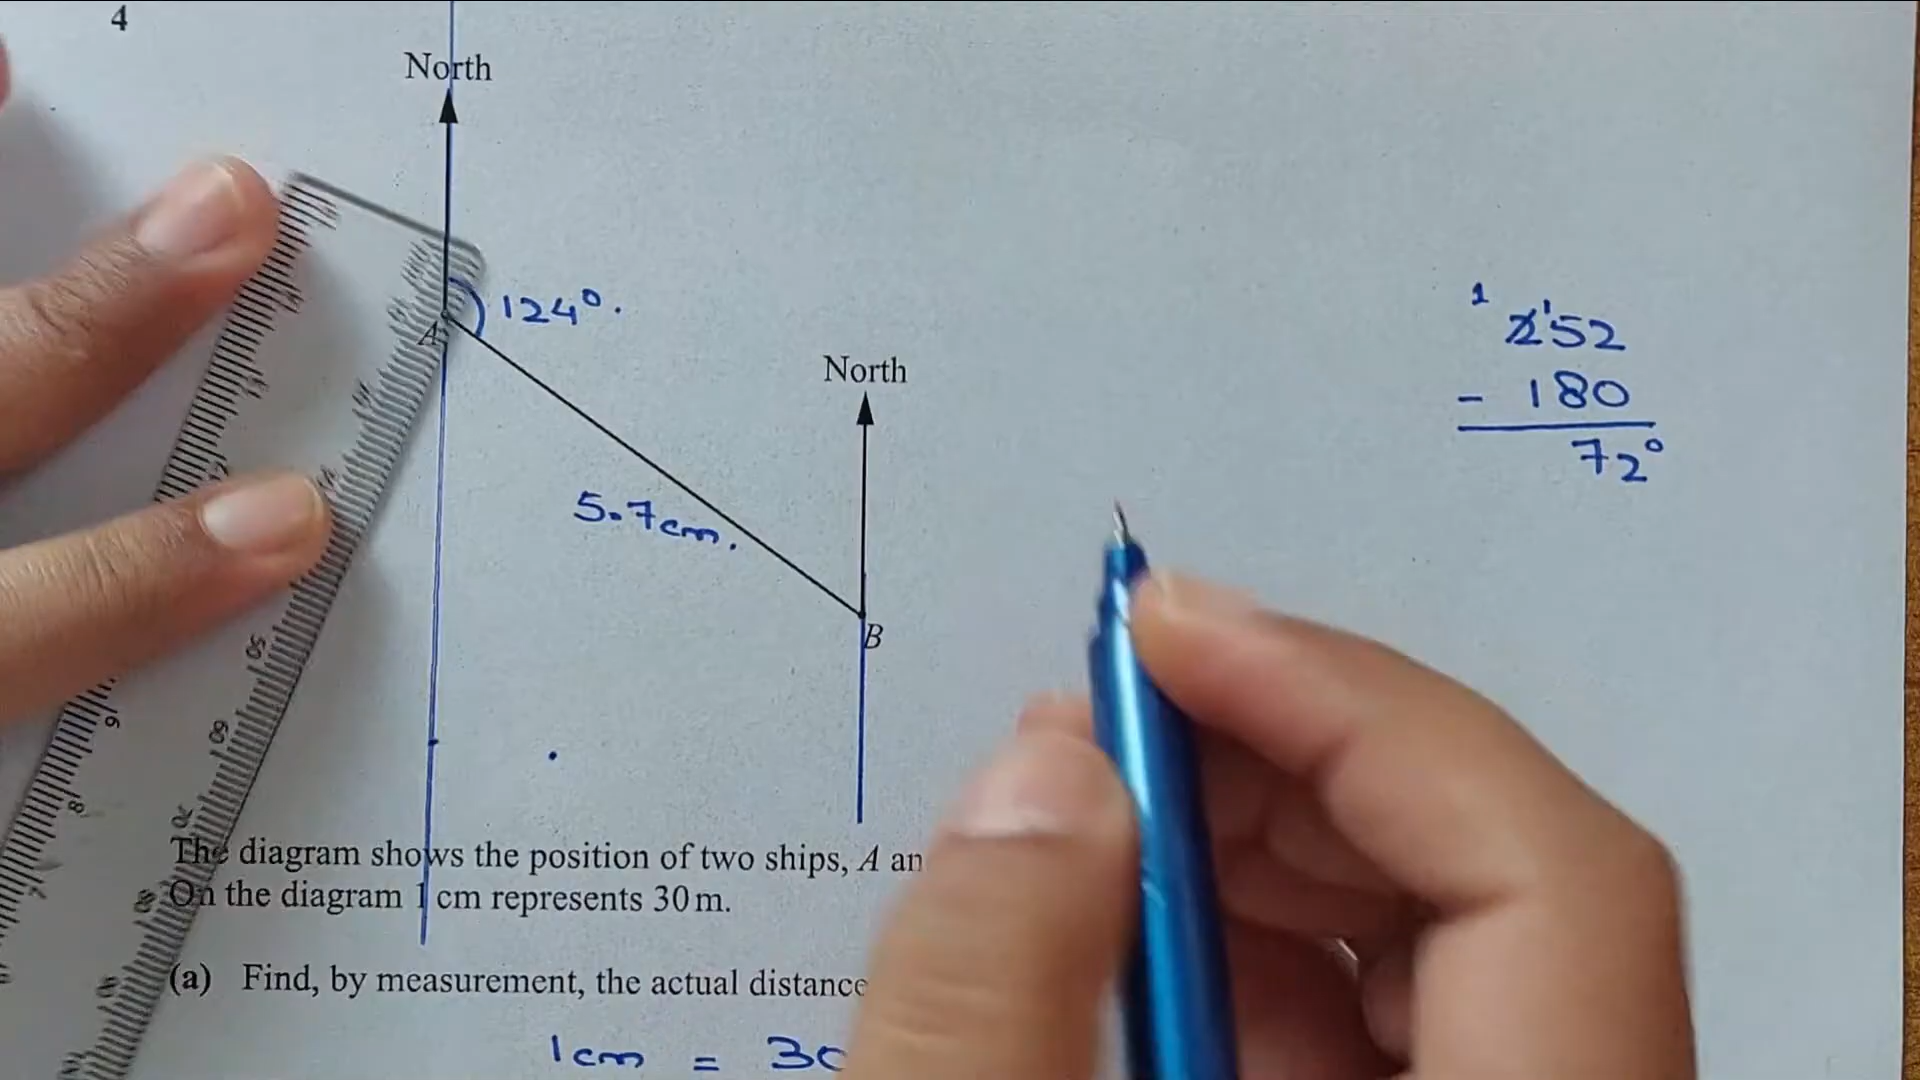 4
North
A
124°.
North
5.7cm.
B
1
2'52
- 180
72°
The diagram shows the position of two ships, A an
On the diagram 1 cm represents 30 m.
(a) Find, by measurement, the actual distance
1cm = 30